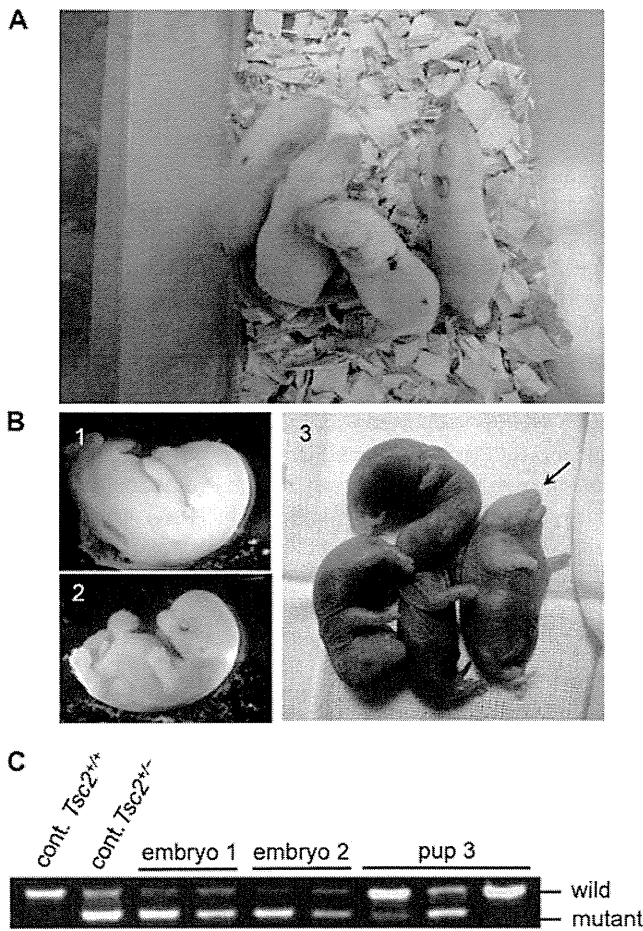 A
B
1
3
2
C
cont. Tsc2+/+
cont. Tsc2+/-
embryo 1 embryo 2 pup 3
wild
mutant